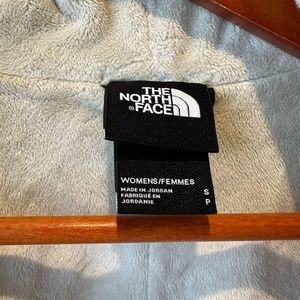 THE
NORTH
FACE
WOMENS/FEMMES
MADE IN JORDAN S
FABRIQUÉ EN P
JORDANIE